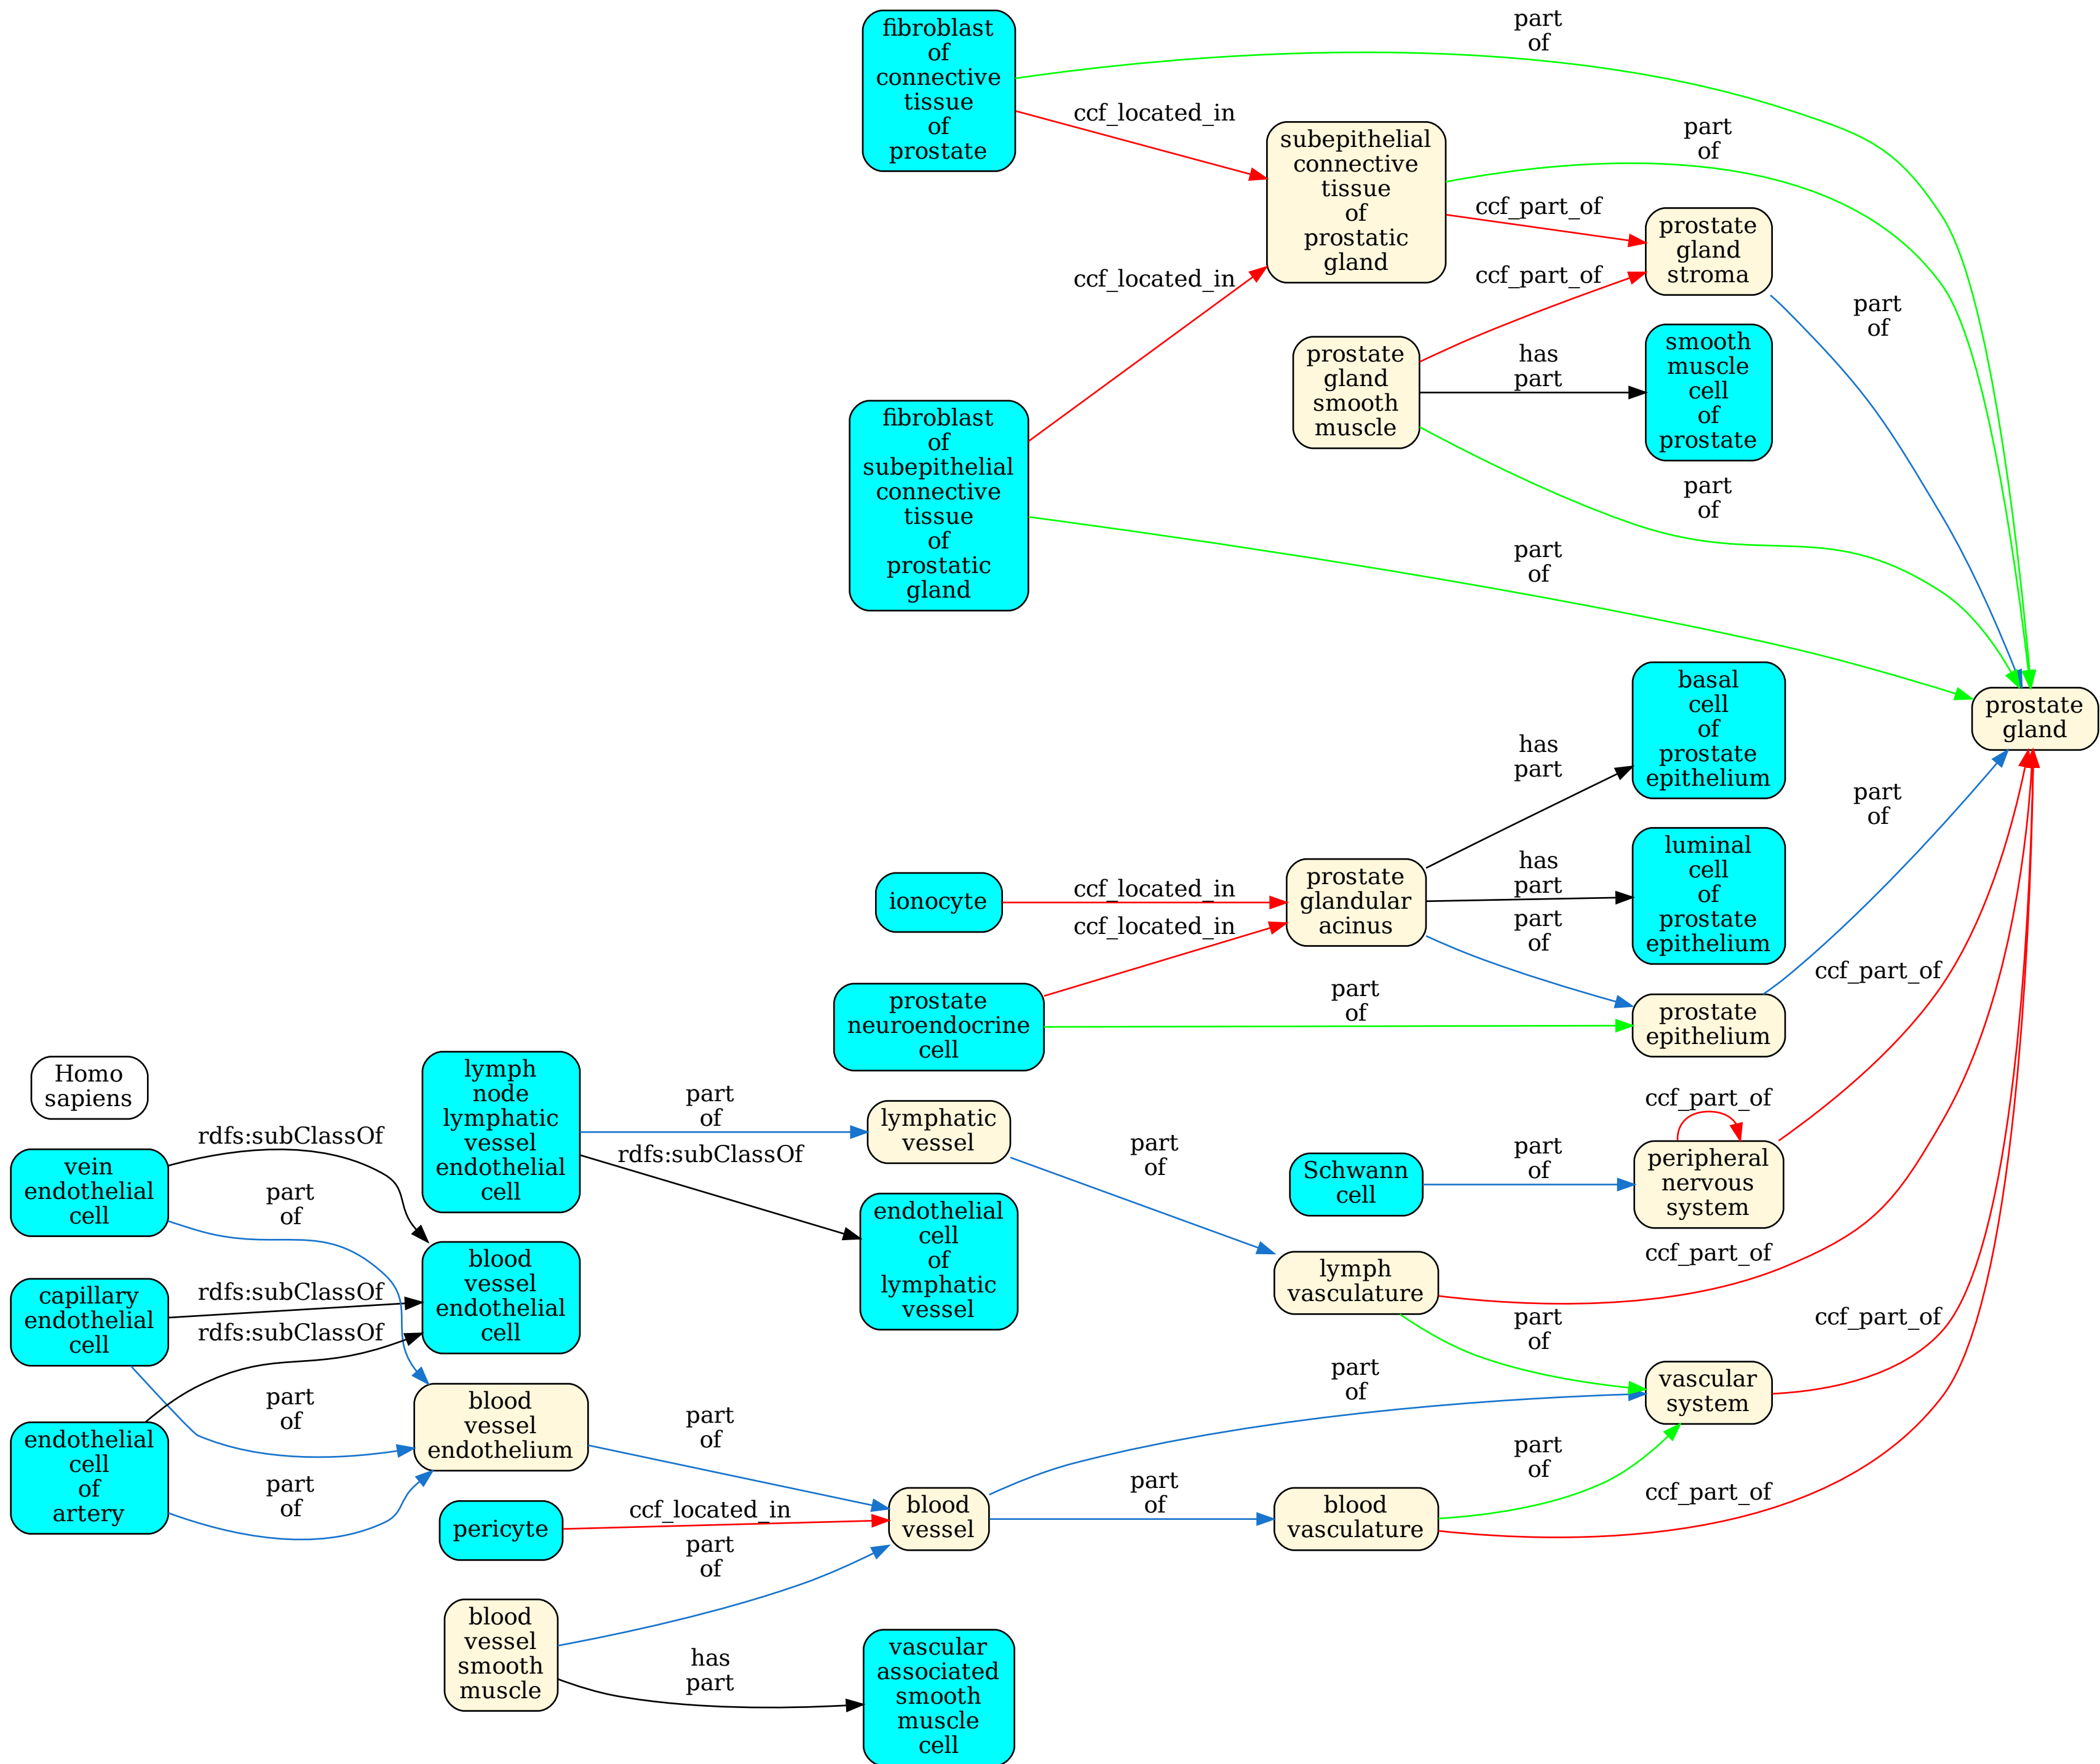 fibroblast
of
connective
tissue
of
prostate
part
of
ccf_located_in
subepithelial
connective
tissue
of
prostatic
gland
part
of
ccf_part_of
prostate
gland
stroma
ccf_located_in
ccf_part_of
part
of
prostate
gland
smooth
muscle
has
part
smooth
muscle
cell
of
prostate
fibroblast
of
subepithelial
connective
tissue
of
prostatic
gland
part
of
part
of
basal
cell
of
prostate
epithelium
prostate
gland
has
part
part
of
luminal
cell
of
prostate
epithelium
ionocyte
ccf_located_in
prostate
glandular
acinus
has
part
ccf_located_in
part
of
ccf_part_of
prostate
neuroendocrine
cell
part
of
prostate
epithelium
Homo
sapiens
lymph
node
lymphatic
vessel
endothelial
cell
part
of
lymphatic
vessel
ccf_part_of
rdfs:subClassOf
vein
endothelial
cell
part
of
rdfs:subClassOf
part
of
Schwann
cell
part
of
peripheral
nervous
system
endothelial
cell
of
lymphatic
vessel
blood
vessel
endothelial
cell
lymph
vasculature
ccf_part_of
capillary
endothelial
cell
rdfs:subClassOf
rdfs:subClassOf
part
of
ccf_part_of
part
of
vascular
system
part
of
blood
vessel
endothelium
part
of
endothelial
cell
of
artery
part
of
part
of
part
of
ccf_part_of
pericyte
ccf_located_in
blood
vessel
blood
vasculature
part
of
blood
vessel
smooth
muscle
has
part
vascular
associated
smooth
muscle
cell